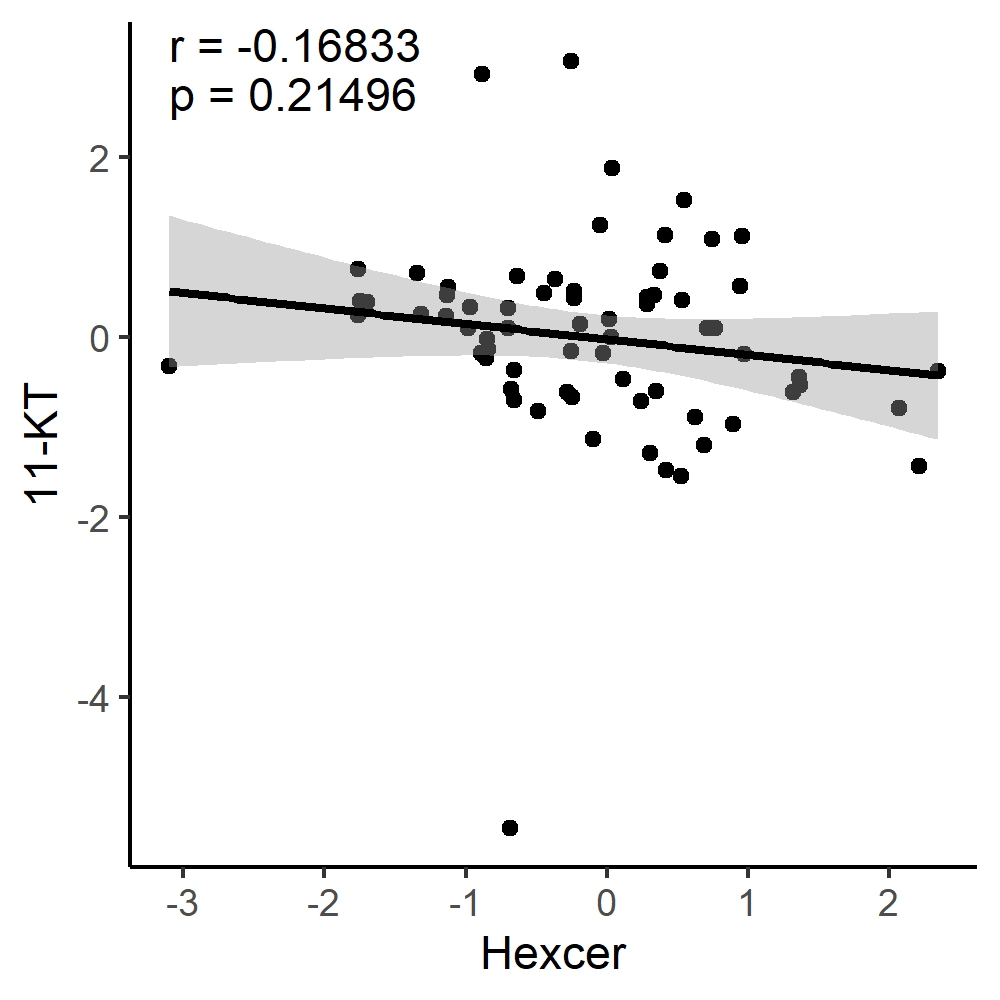 r = -0.16833
p = 0.21496
2
0
-2
-4
11-KT
-3
-2
-1
0
1
2
Hexcer